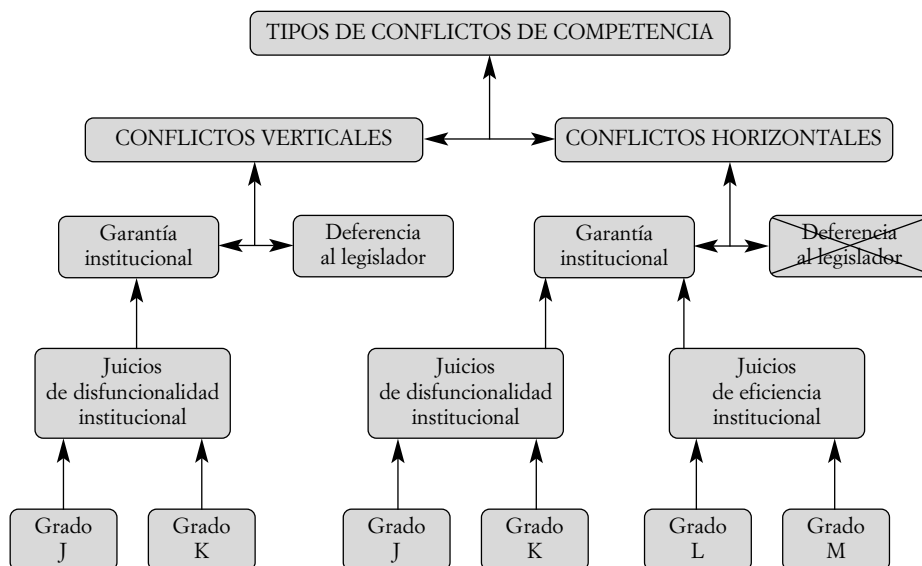 TIPOS DE CONFLICTOS DE COMPETENCIA
CONFLICTOS VERTICALES
CONFLICTOS HORIZONTALES
Garantía
institucional
Deferencia
al legislador
Garantía
institucional
Deferencia
al legislador
Juicios
de disfuncionalidad
institucional
Juicios
de disfuncionalidad
institucional
Juicios
de eficiencia
institucional
Grado
J
Grado
K
Grado
J
Grado
K
Grado
L
Grado
M